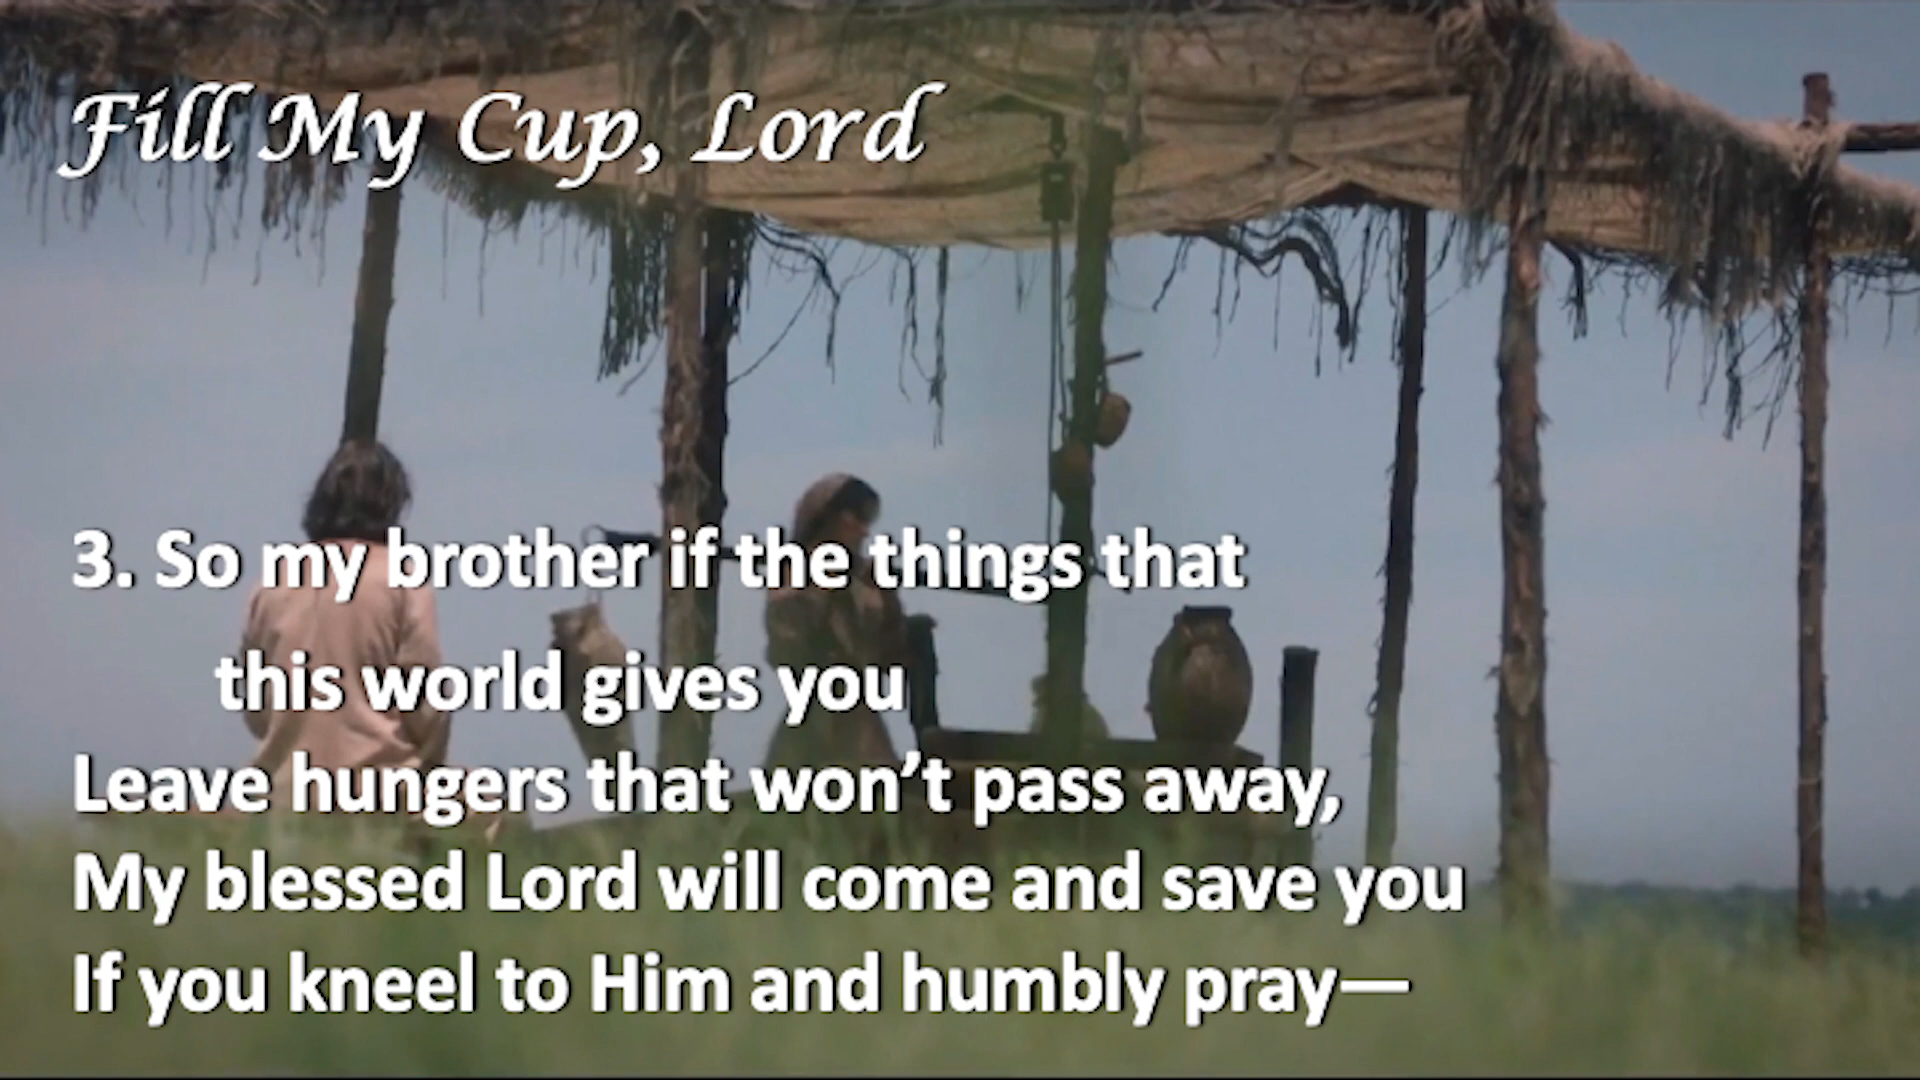 Fill My Cup, Lord
3. So my brother if the things that
this world gives you
Leave hungers that won’t pass away,
My blessed Lord will come and save you
If you kneel to Him and humbly pray—